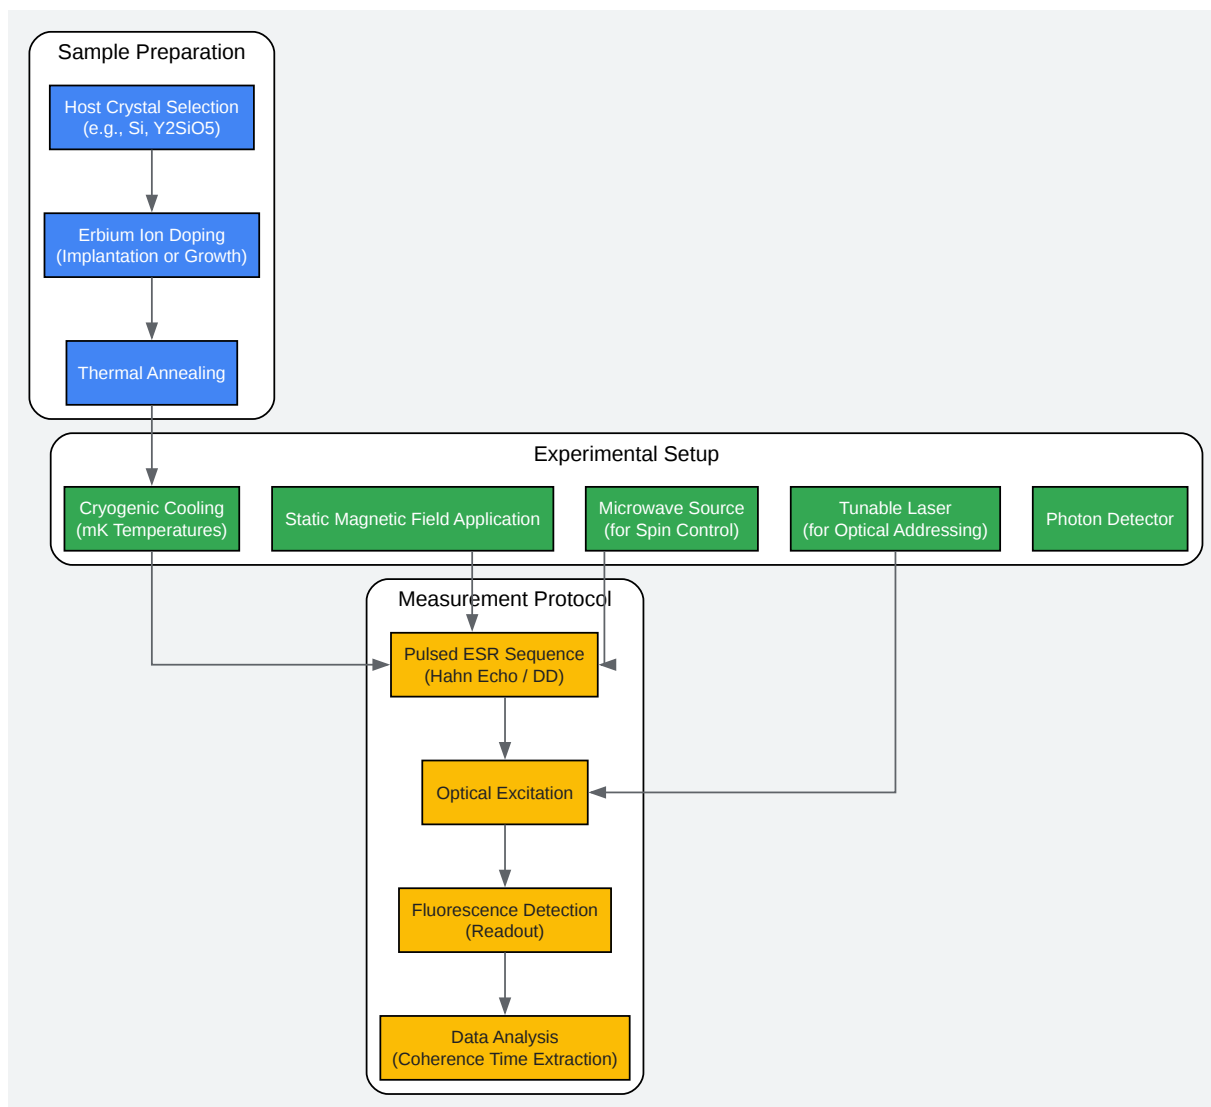 Sample Preparation
Host Crystal Selection
(e.g., Si, Y2SiO5)
Erbium Ion Doping
(Implantation or Growth)
Thermal Annealing
Experimental Setup
Cryogenic Cooling
(mK Temperatures)
Static Magnetic Field Application
Microwave Source
(for Spin Control)
Tunable Laser
(for Optical Addressing)
Photon Detector
Measurement Protocol
Pulsed ESR Sequence
(Hahn Echo / DD)
Optical Excitation
Fluorescence Detection
(Readout)
Data Analysis
(Coherence Time Extraction)